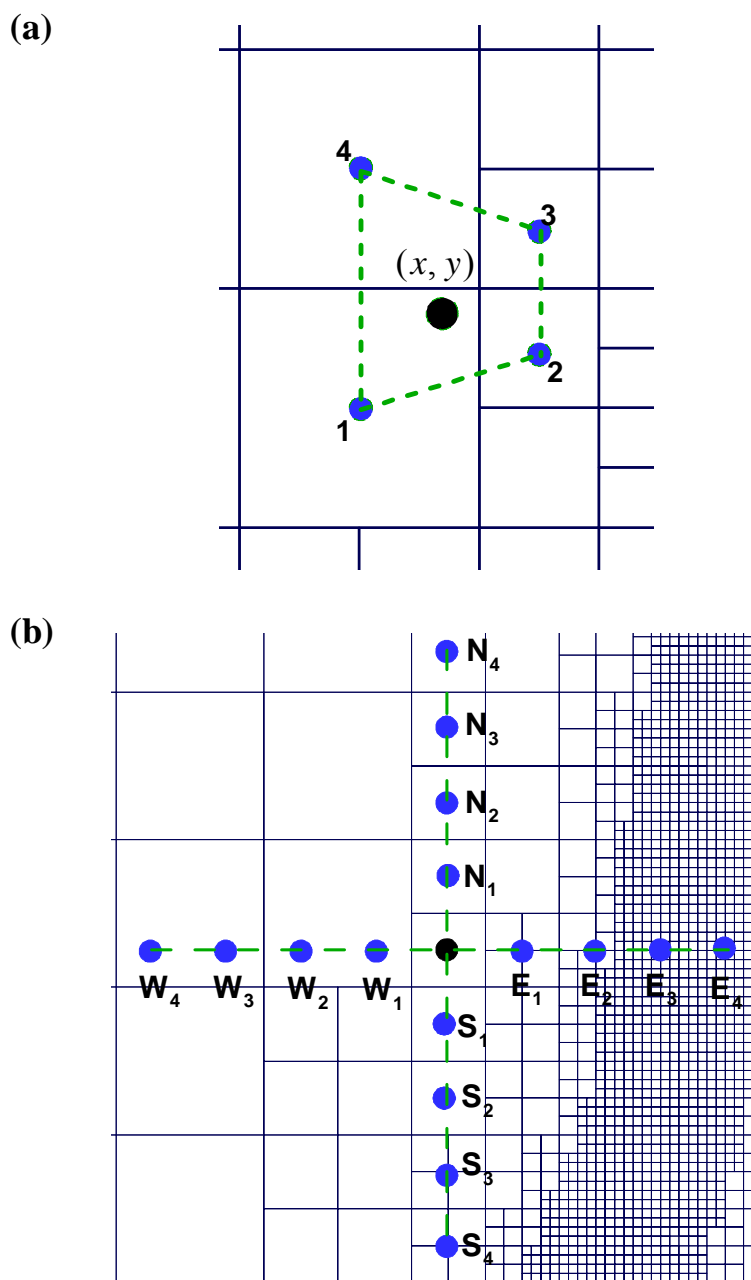 (a)
4
3
(x, y)
2
1
(b)
N₄
N₃
N₂
N₁
W₄ W₃ W₂ W₁ E₁ E₂ E₃ E₄
S₁
S₂
S₃
S₄